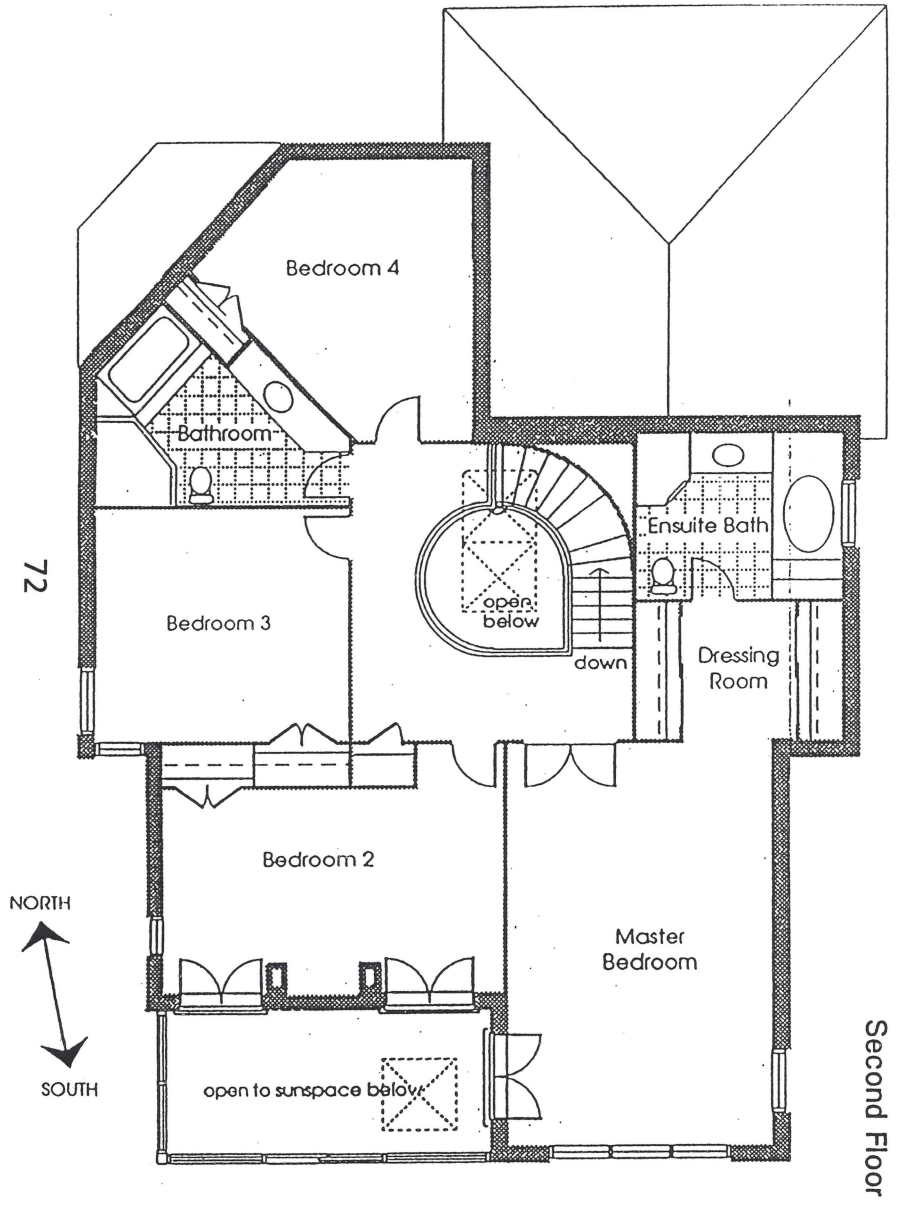 Bedroom 4
Bathroom
Ensuite Bath
72
Bedroom 3
open
below
down
Dressing
Room
Bedroom 2
NORTH
SOUTH
Master
Bedroom
open to sunspace below
Second Floor